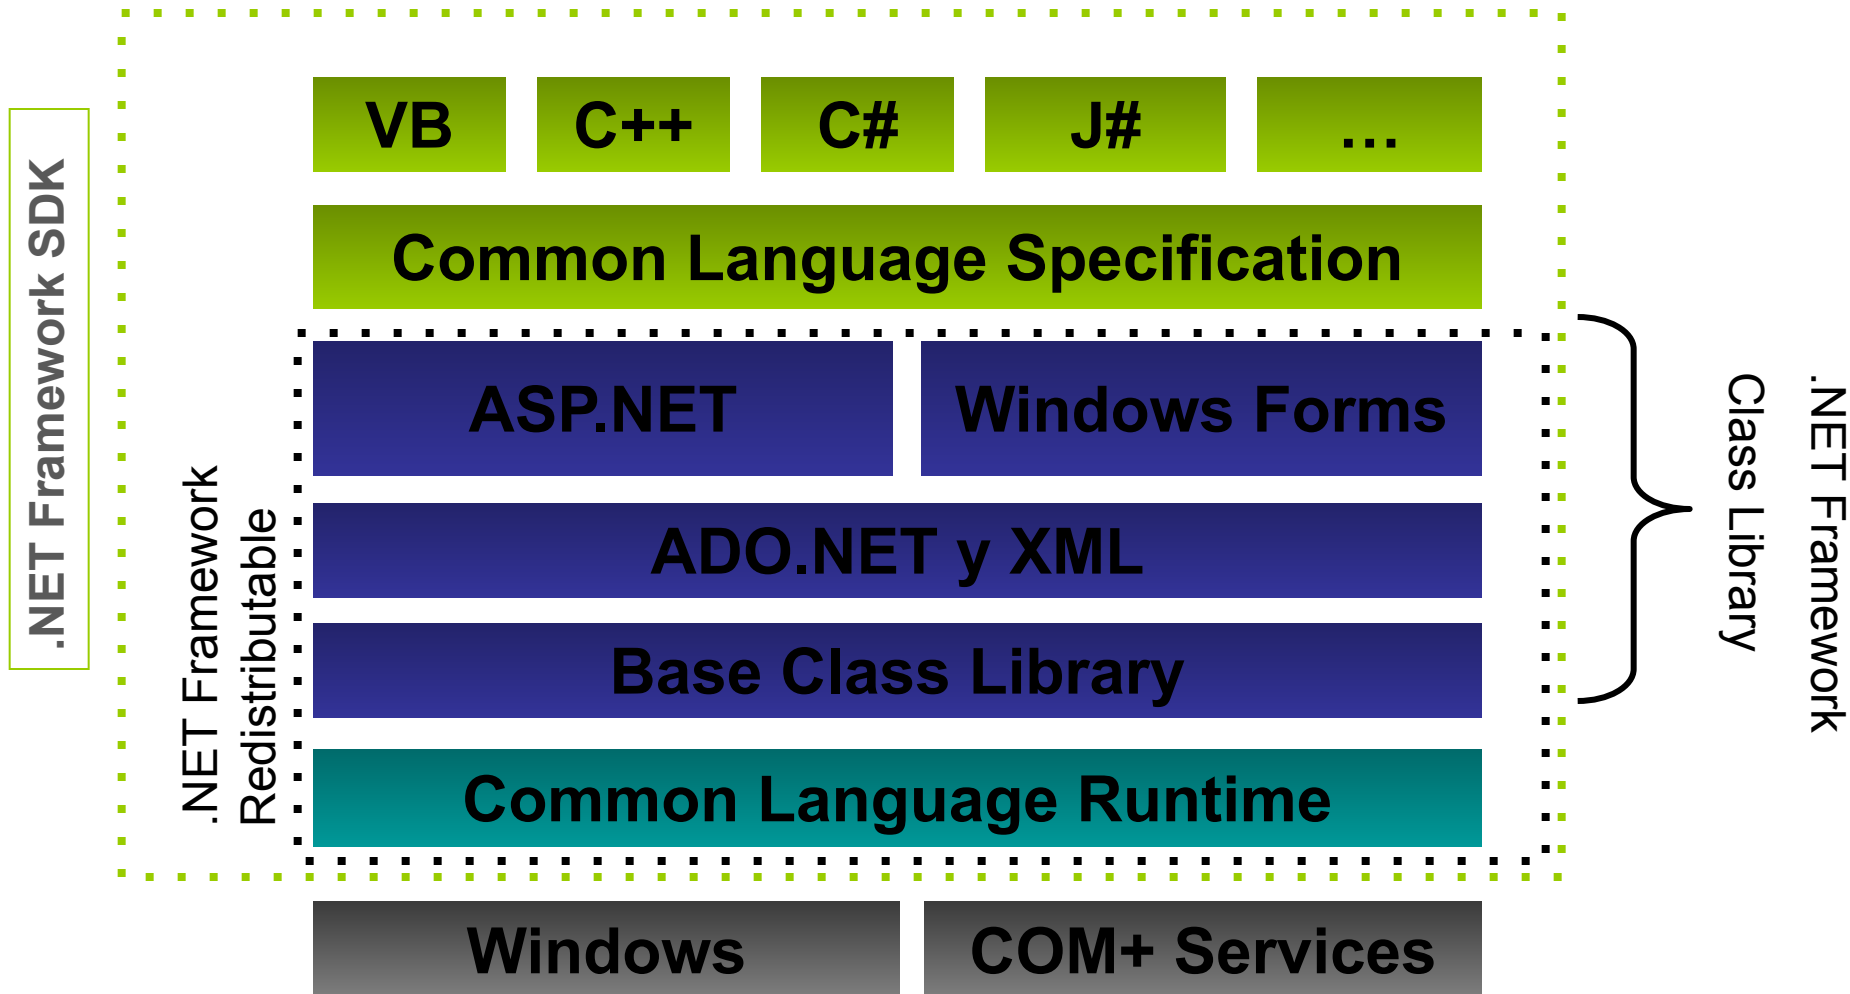 VB
C++
C#
J#
...
Common Language Specification
.NET Framework SDK
ASP.NET
Windows Forms
ADO.NET y XML
Base Class Library
Common Language Runtime
.NET Framework
Redistributable
.NET Framework
Class Library
Windows
COM+ Services